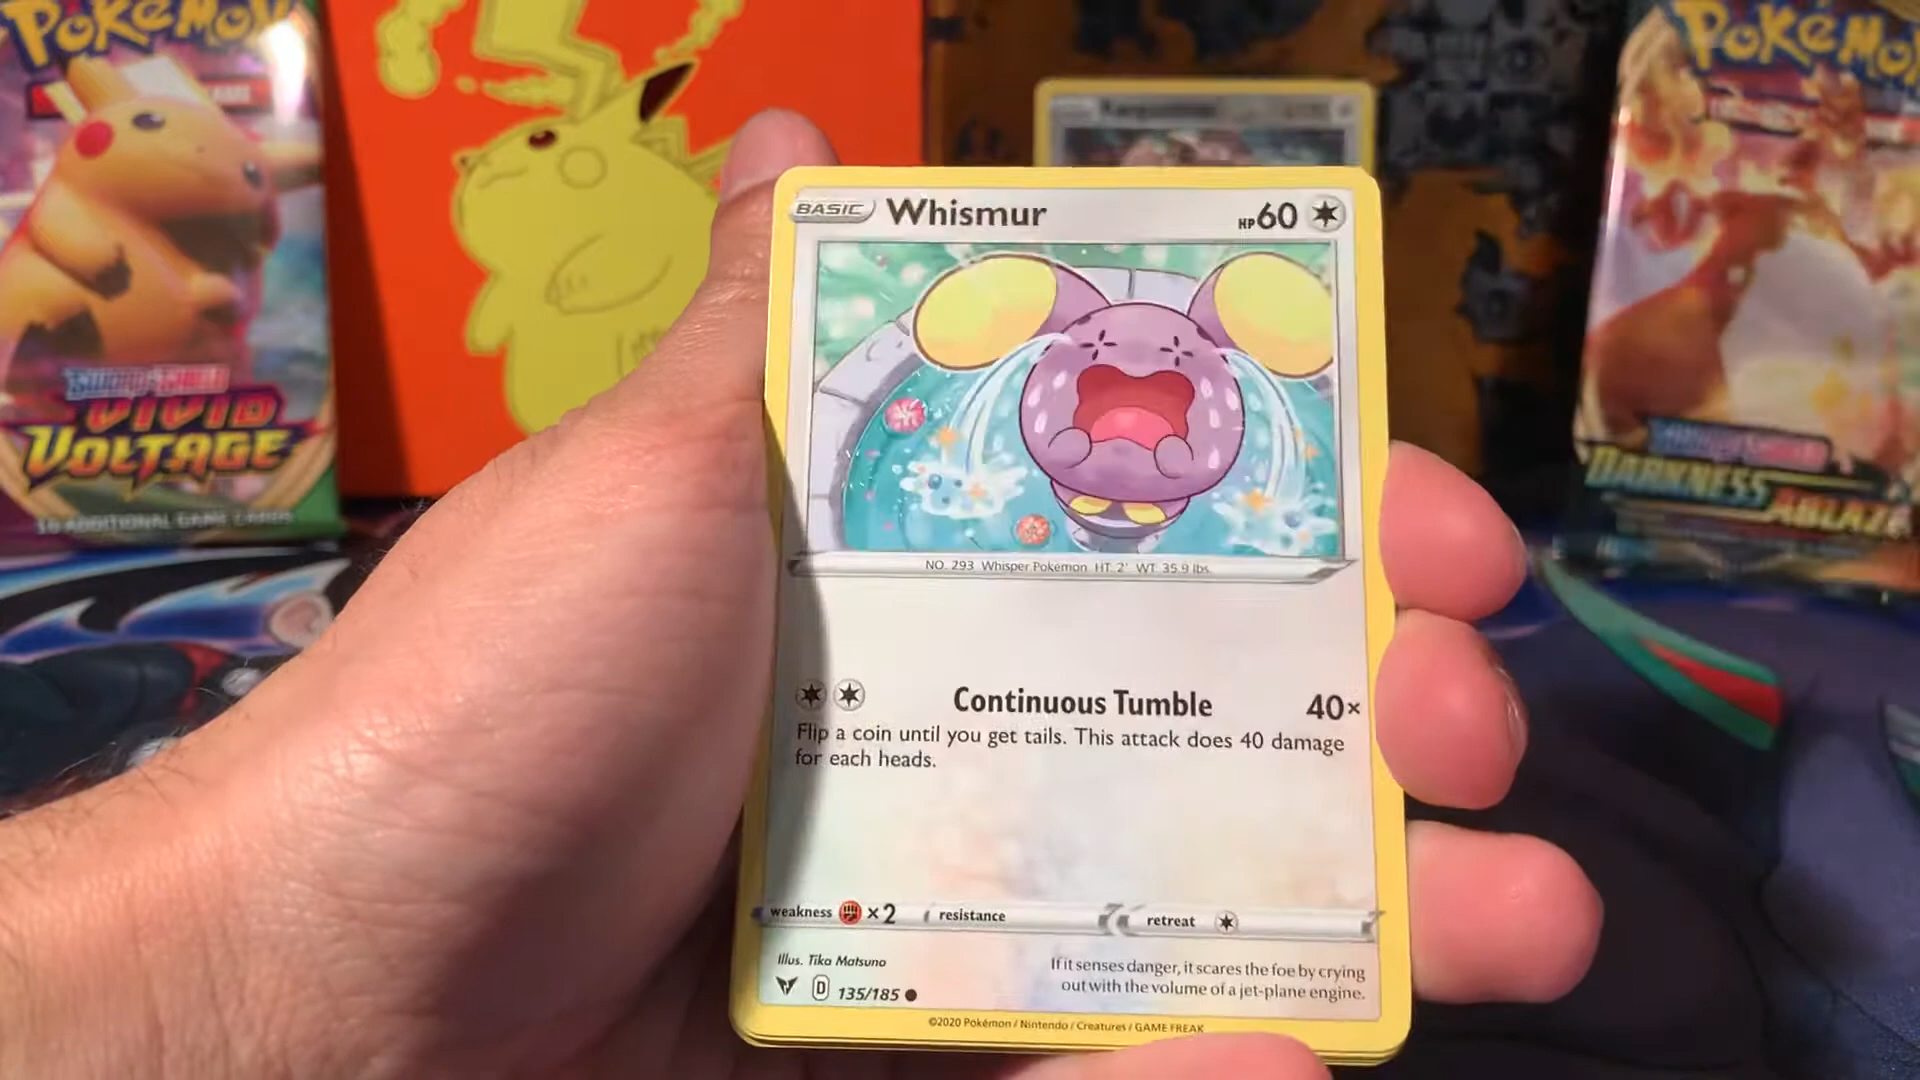 POKÉMON
VIVID
VOLTAGE
10 ADDITIONAL GAME CARDS
POKÉMON
DARKNESS
ABLAZE
BASIC Whismur HP60
NO. 293 Whisper Pokémon HT: 2' WT: 35.9 lbs.
Continuous Tumble 40×
Flip a coin until you get tails. This attack does 40 damage
for each heads.
weakness ×2 resistance retreat
Illus. Tika Matsuno
D 135/185
If it senses danger, it scares the foe by crying
out with the volume of a jet-plane engine.
©2020 Pokémon / Nintendo / Creatures / GAME FREAK